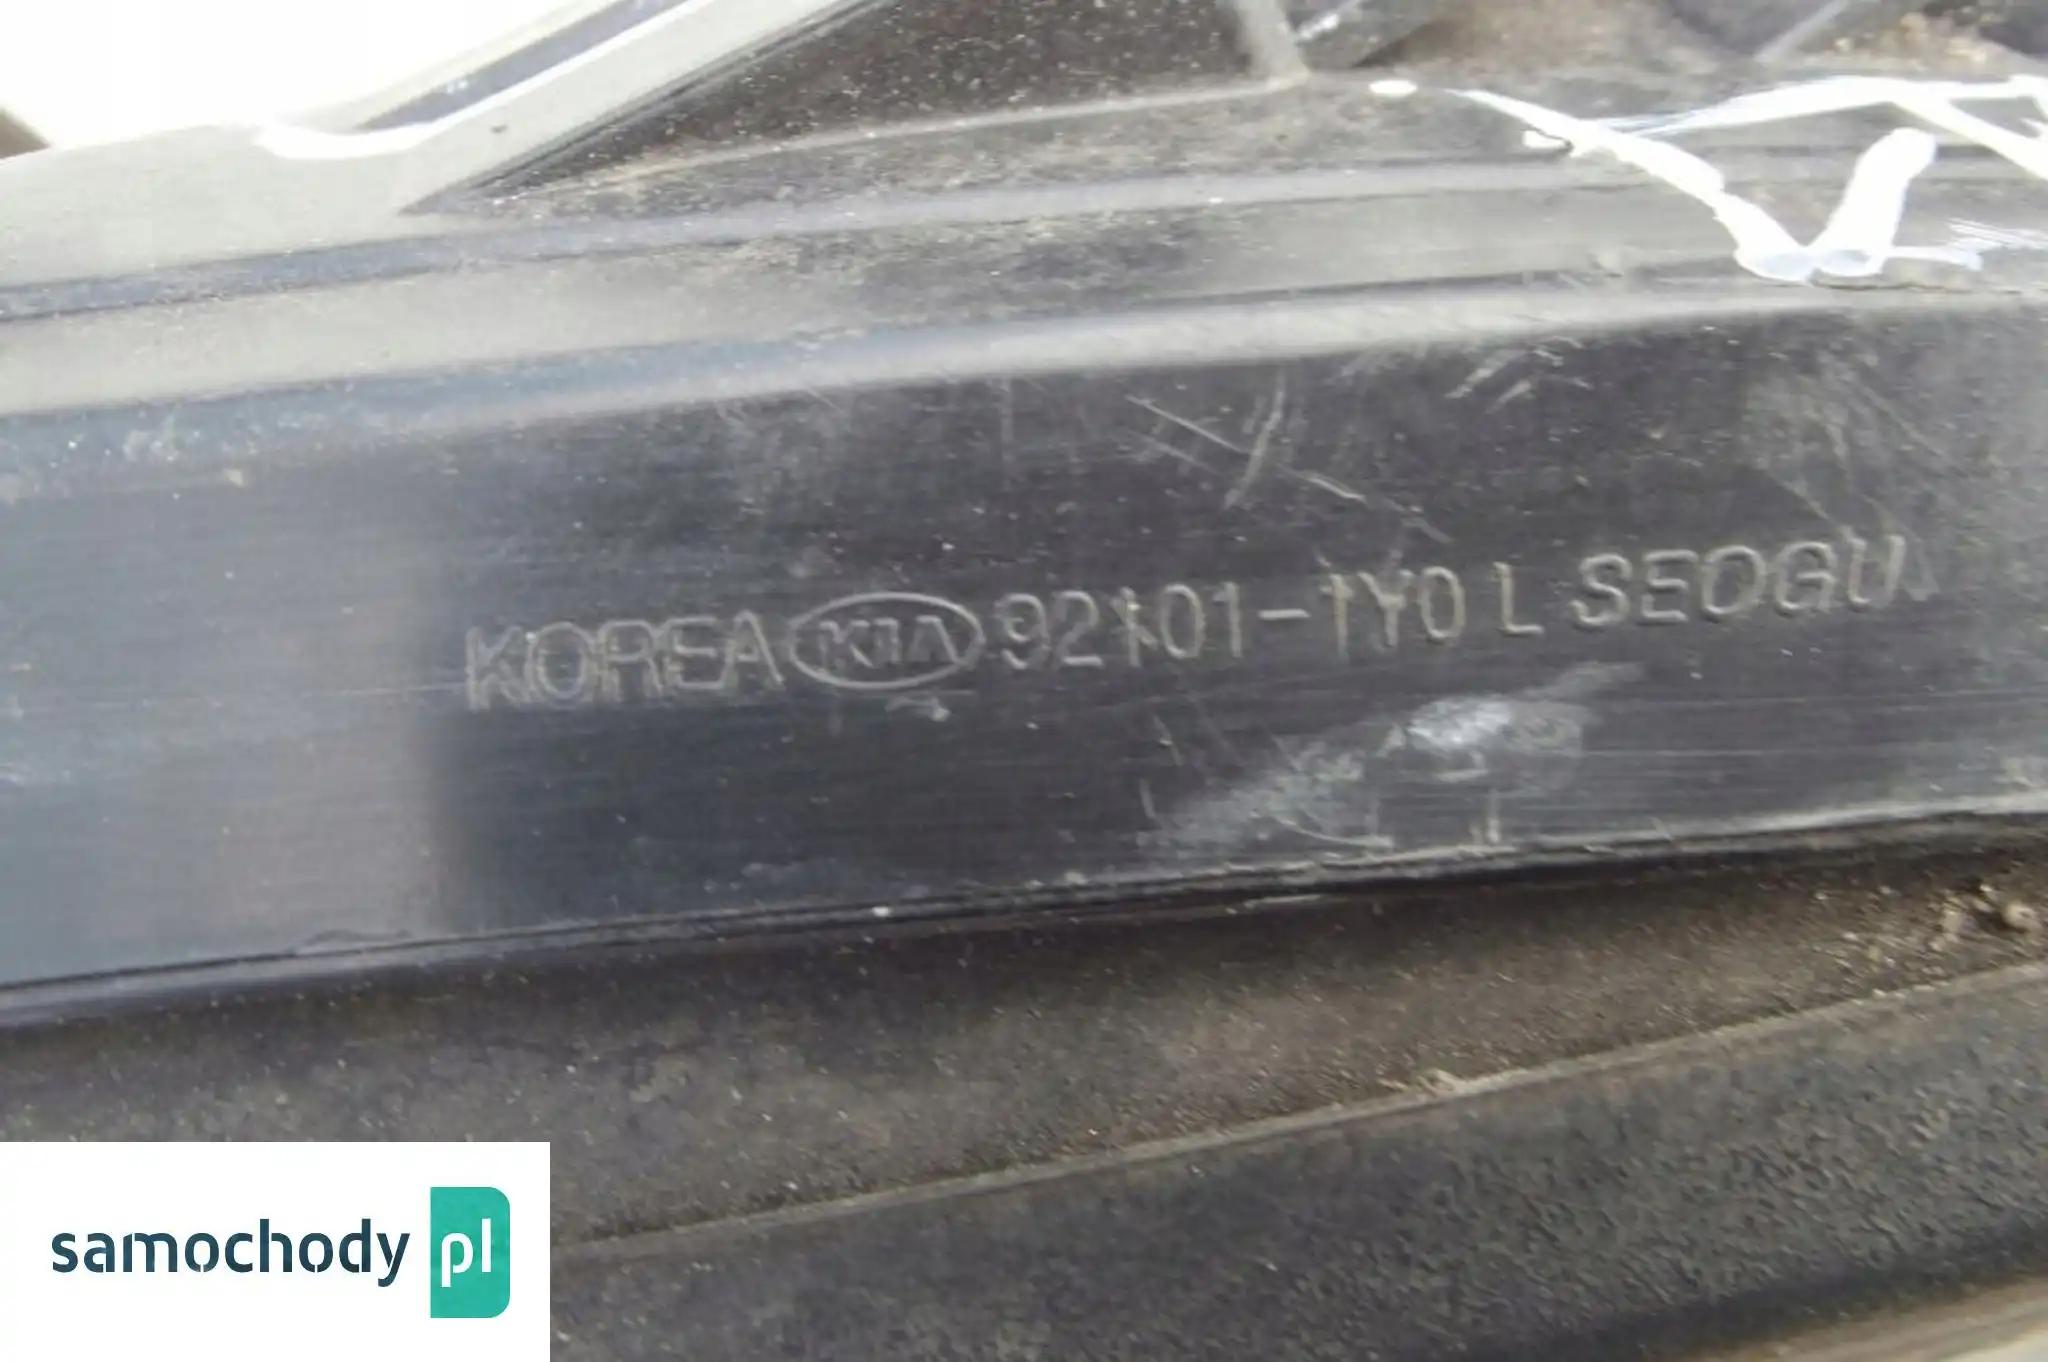 KOREA KIA 92101-1Y0 L SEOGU
samochody pl